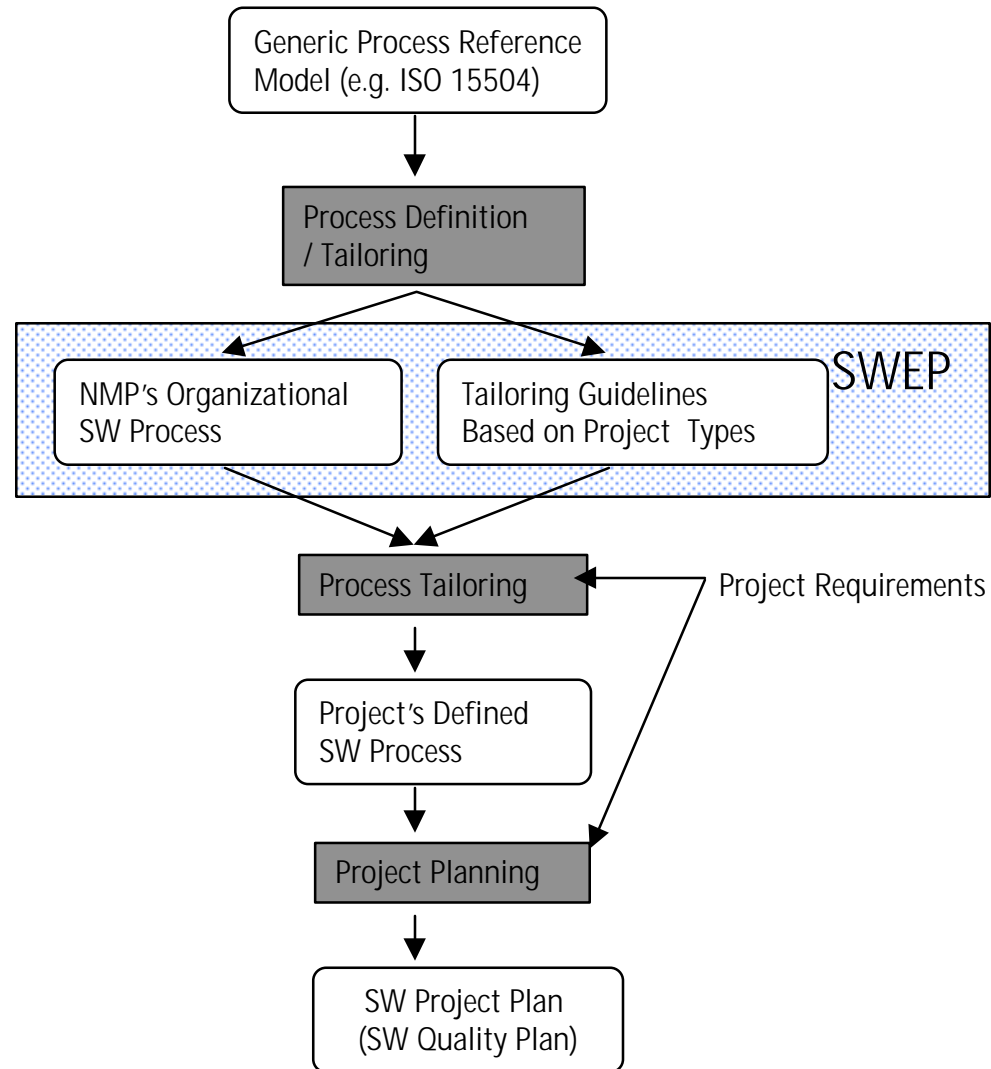 Generic Process Reference
Model (e.g. ISO 15504)
Process Definition
/ Tailoring
SWEP
NMP's Organizational
SW Process
Tailoring Guidelines
Based on Project Types
Process Tailoring
Project Requirements
Project's Defined
SW Process
Project Planning
SW Project Plan
(SW Quality Plan)